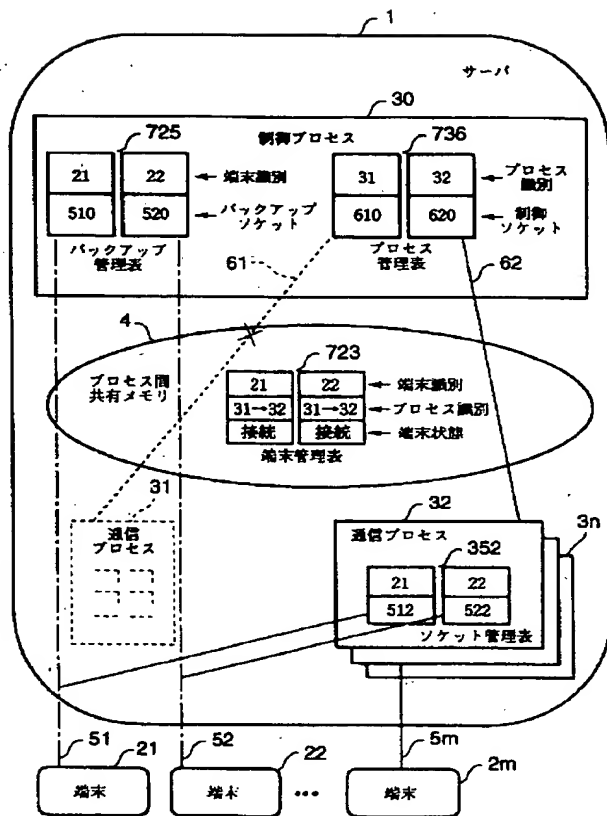 1
サーバ
30
725
制御プロセス
736
21
22
端末識別
31
32
プロセス
識別
510
520
バックアップ
ソケット
610
620
制御
ソケット
バックアップ
管理表
プロセス
管理表
61
62
4
723
プロセス間
共有メモリ
21
22
端末識別
31→32
31→32
プロセス識別
接続
接続
端末状態
端末管理表
31
32
3n
通信
プロセス
通信プロセス
352
21
22
512
522
ソケット管理表
51
21
52
22
5m
2m
端末
端末
•••
端末